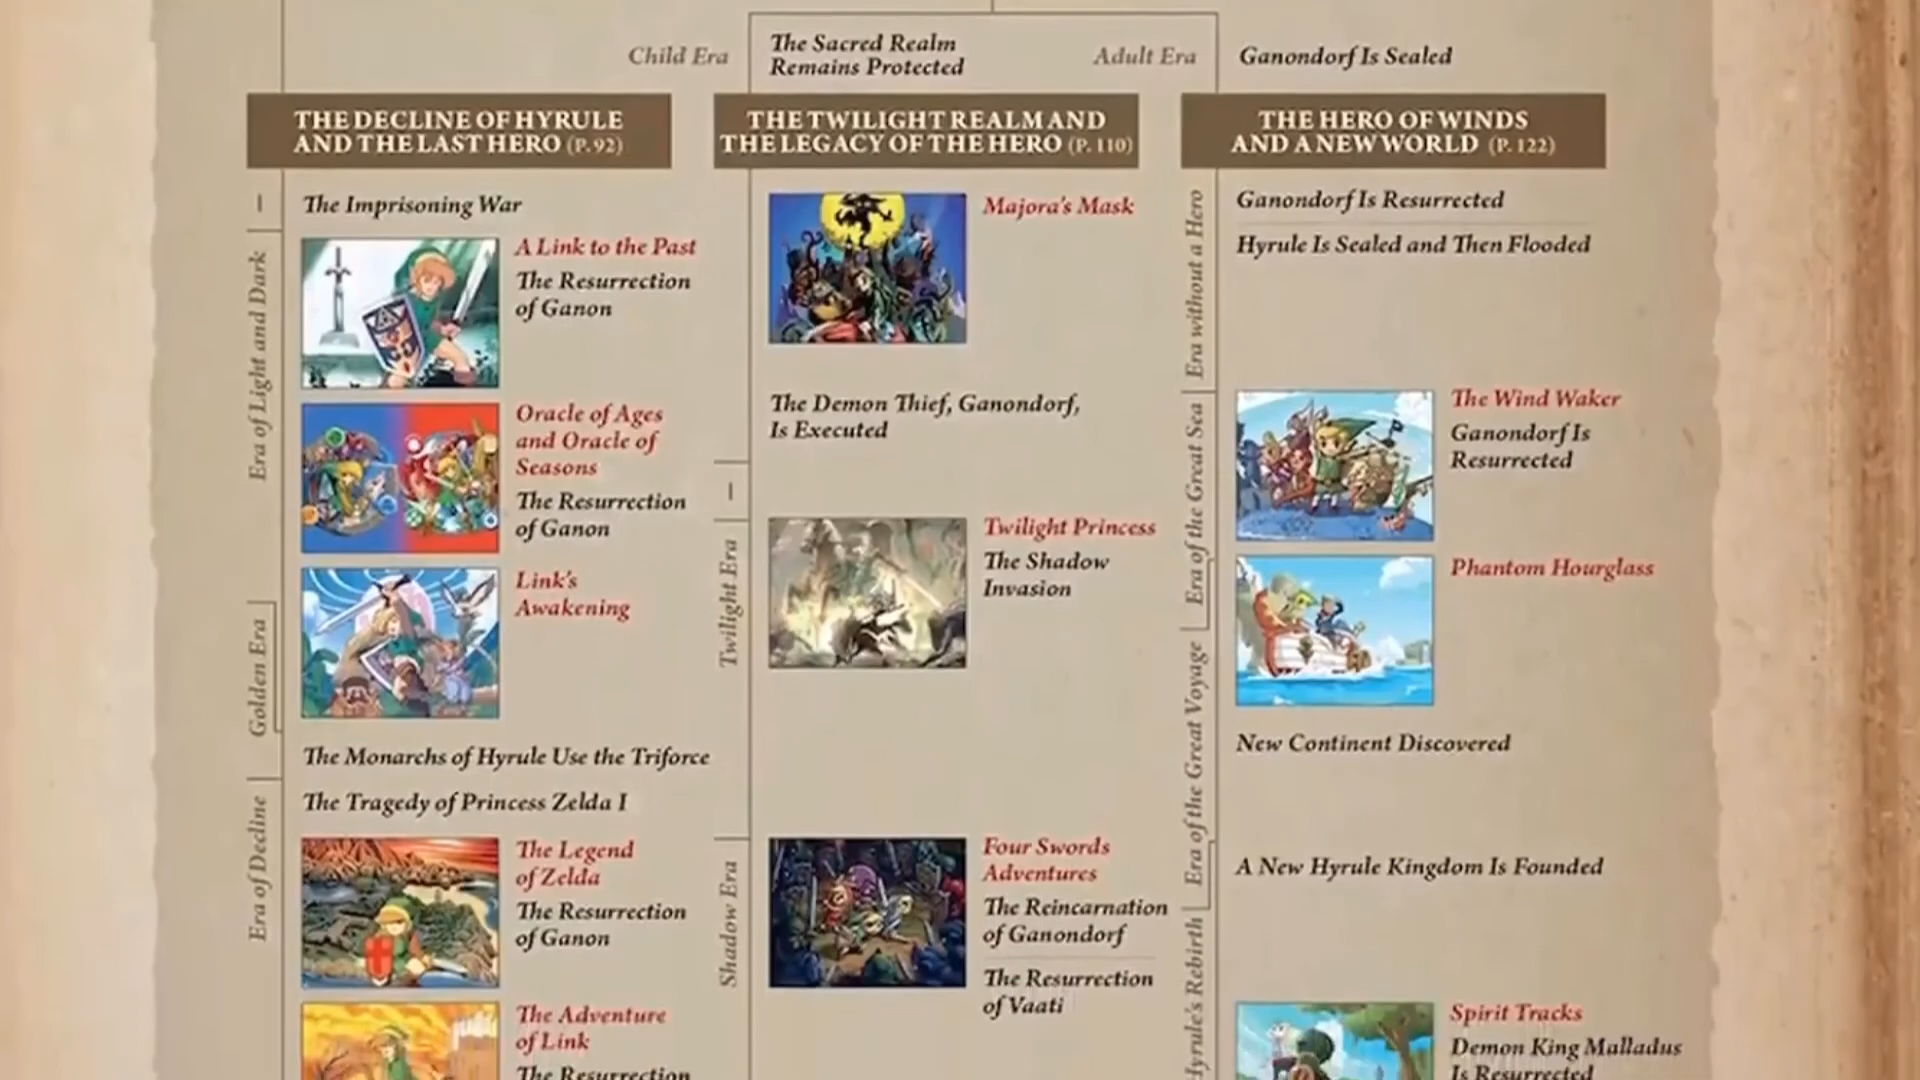 Child Era
The Sacred Realm
Remains Protected
Adult Era
Ganondorf Is Sealed
THE DECLINE OF HYRULE
AND THE LAST HERO (P. 92)
I
The Imprisoning War
Era of Light and Dark
A Link to the Past
The Resurrection
of Ganon
Oracle of Ages
and Oracle of
Seasons
The Resurrection
of Ganon
Golden Era
Link's
Awakening
The Monarchs of Hyrule Use the Triforce
The Tragedy of Princess Zelda I
Era of Decline
The Legend
of Zelda
The Resurrection
of Ganon
The Adventure
of Link
The Resurrection
THE TWILIGHT REALM AND
THE LEGACY OF THE HERO (P. 110)
Majora's Mask
The Demon Thief, Ganondorf,
Is Executed
I
Twilight Era
Twilight Princess
The Shadow
Invasion
Shadow Era
Four Swords
Adventures
The Reincarnation
of Ganondorf
The Resurrection
of Vaati
THE HERO OF WINDS
AND A NEW WORLD (P. 122)
Era without a Hero
Ganondorf Is Resurrected
Hyrule Is Sealed and Then Flooded
Era of the Great Sea
The Wind Waker
Ganondorf Is
Resurrected
Phantom Hourglass
Era of the Great Voyage
New Continent Discovered
A New Hyrule Kingdom Is Founded
Hyrule's Rebirth
Spirit Tracks
Demon King Malladus
Is Resurrected